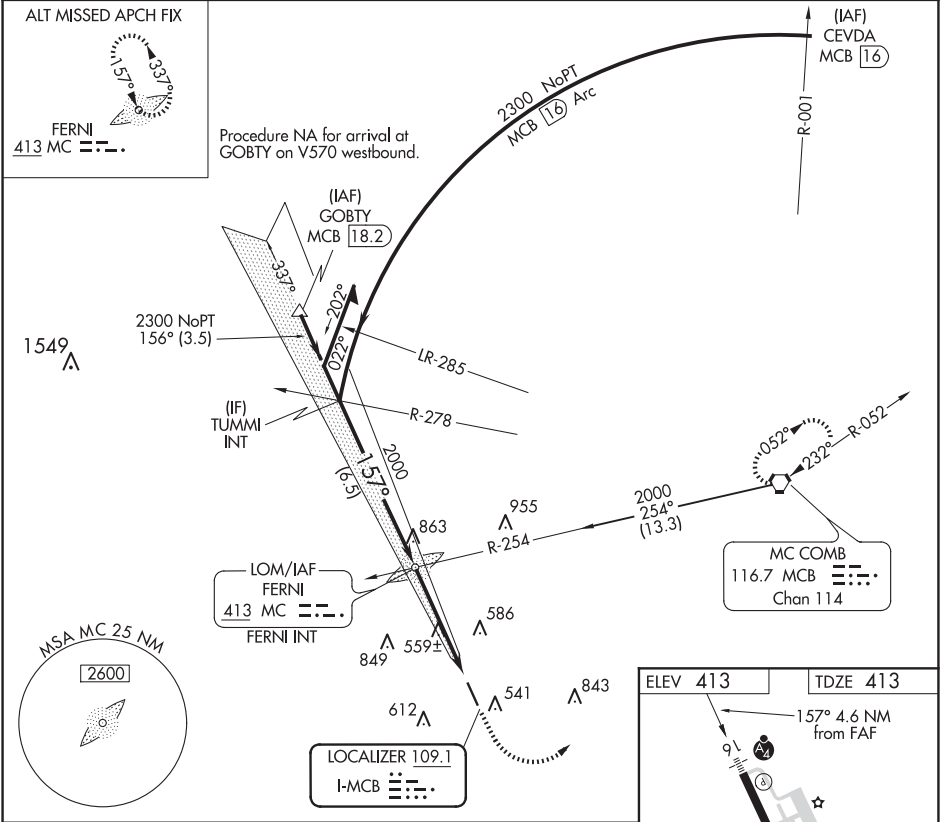 ALT MISSED APCH FIX
157°
337°
FERNI
413 MC
Procedure NA for arrival at
GOBTY on V570 westbound.
(IAF)
CEVDA
MCB 16
R-001
2300 NoPT
MCB 16 Arc
(IAF)
GOBTY
MCB 18.2
337°
202°
022°
2300 NoPT
156° (3.5)
1549
LR-285
R-278
(IF)
TUMMI
INT
2000
157°
(6.5)
052°
232°
R-052
2000
254°
(13.3)
R-254
955
863
MC COMB
116.7 MCB
Chan 114
LOM/IAF
FERNI
413 MC
FERNI INT
586
559±
849
MSA MC 25 NM
2600
541
843
612
LOCALIZER 109.1
I-MCB
ELEV 413
TDZE 413
157° 4.6 NM
from FAF
16
A4
P